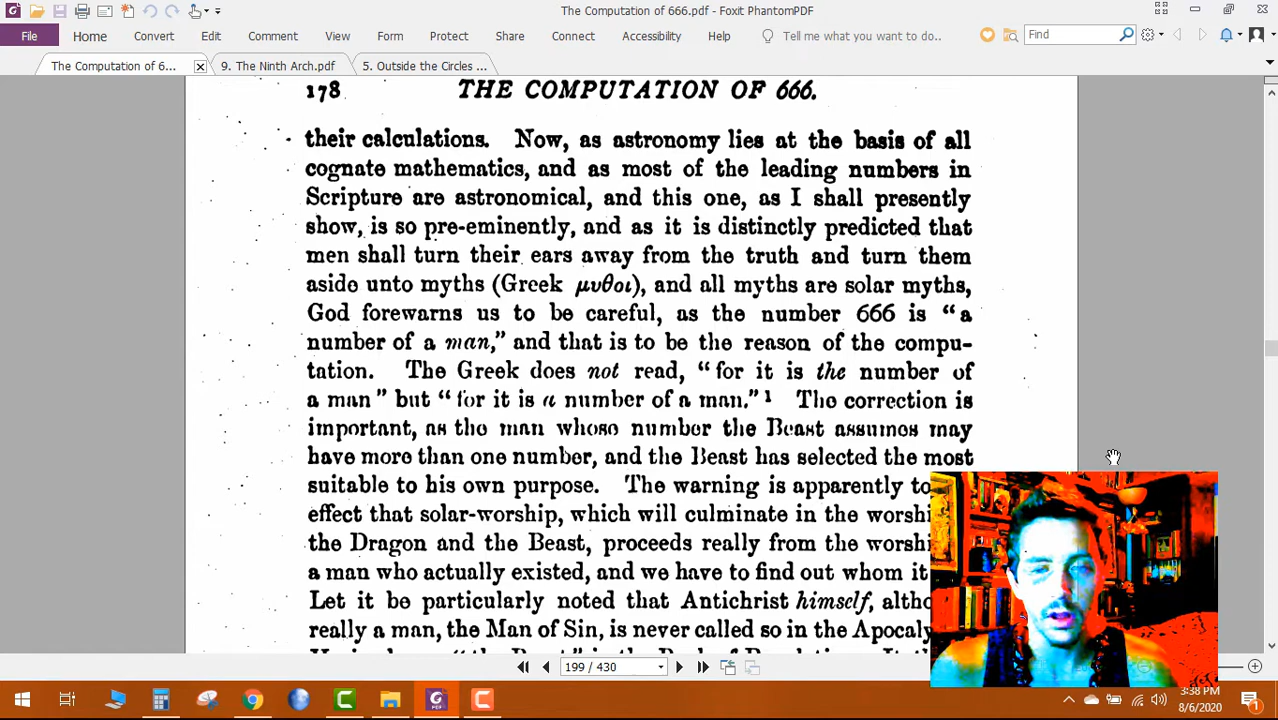 The Computation of 666.pdf - Foxit PhantomPDF
File Home Convert Edit Comment View Form Protect Share Connect Accessibility Help Tell me what you want to do.. Find
The Computation of 6... 9. The Ninth Arch.pdf 5. Outside the Circles ...
178 THE COMPUTATION OF 666.
their calculations. Now, as astronomy lies at the basis of all
cognate mathematics, and as most of the leading numbers in
Scripture are astronomical, and this one, as I shall presently
show, is so pre-eminently, and as it is distinctly predicted that
men shall turn their ears away from the truth and turn them
aside unto myths (Greek μυθοι), and all myths are solar myths,
God forewarns us to be careful, as the number 666 is “a
number of a man,” and that is to be the reason of the compu-
tation. The Greek does not read, “for it is the number of
a man” but “for it is a number of a man.” 1 The correction is
important, as the man whose number the Beast assumes may
have more than one number, and the Beast has selected the most
suitable to his own purpose. The warning is apparently to
effect that solar-worship, which will culminate in the worshi
the Dragon and the Beast, proceeds really from the worshi
a man who actually existed, and we have to find out whom it
Let it be particularly noted that Antichrist himself, altho
really a man, the Man of Sin, is never called so in the Apocaly
199 / 430
3:38 PM
8/6/2020